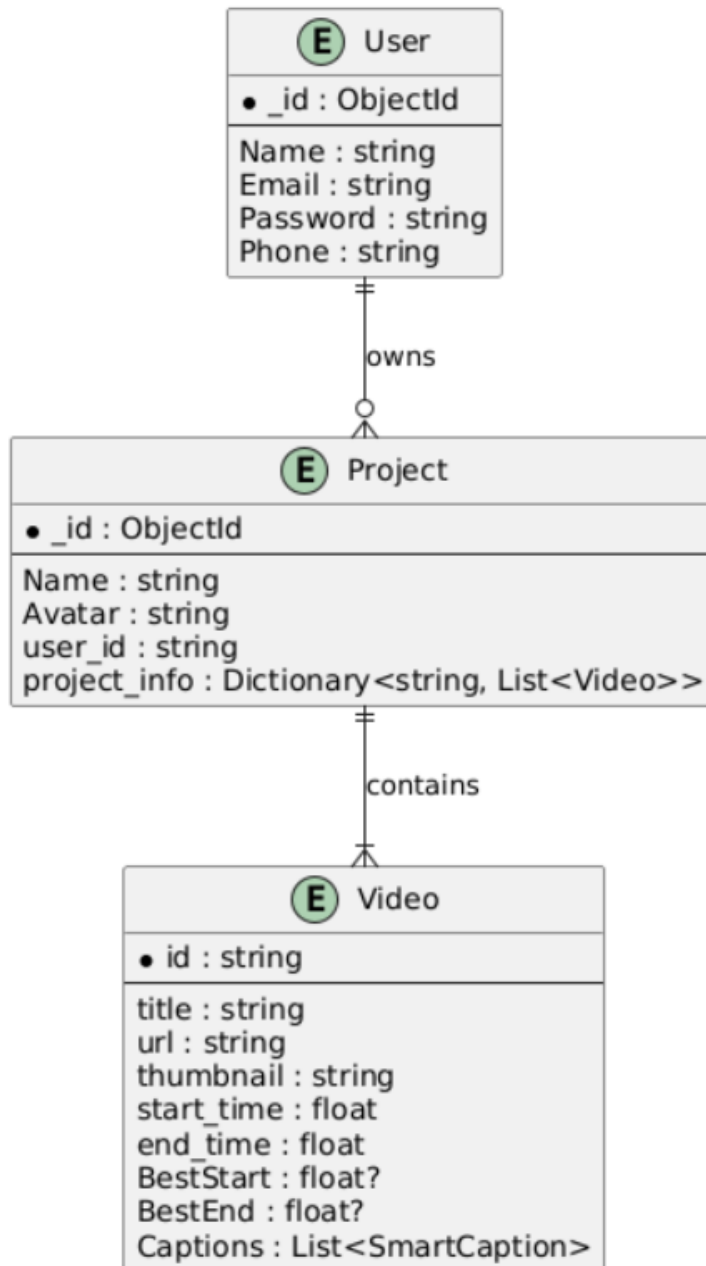 E User
_id : ObjectId
Name : string
Email : string
Password : string
Phone : string
owns
E Project
_id : ObjectId
Name : string
Avatar : string
user_id : string
project_info : Dictionary<string, List<Video>>
contains
E Video
id : string
title : string
url : string
thumbnail : string
start_time : float
end_time : float
BestStart : float?
BestEnd : float?
Captions : List<SmartCaption>